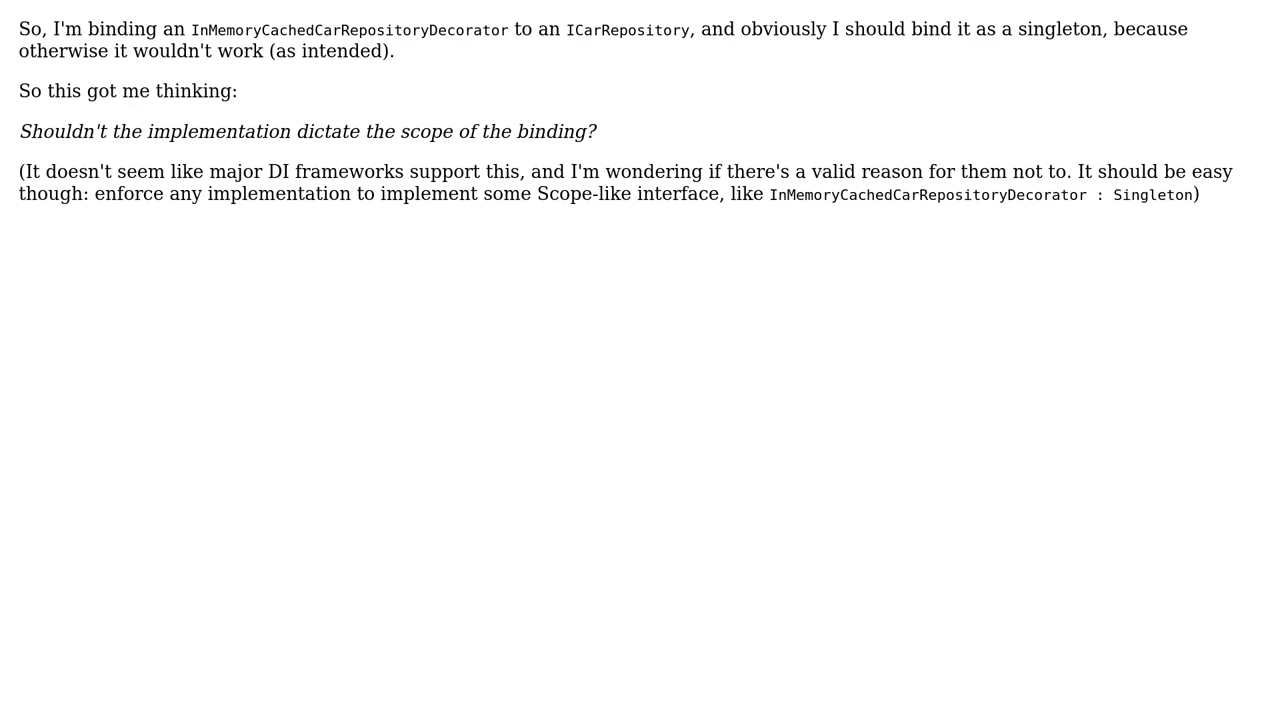 So, I'm binding an InMemoryCachedCarRepositoryDecorator to an ICarRepository, and obviously I should bind it as a singleton, because
otherwise it wouldn't work (as intended).
So this got me thinking:
Shouldn't the implementation dictate the scope of the binding?
(It doesn't seem like major DI frameworks support this, and I'm wondering if there's a valid reason for them not to. It should be easy
though: enforce any implementation to implement some Scope-like interface, like InMemoryCachedCarRepositoryDecorator : Singleton)